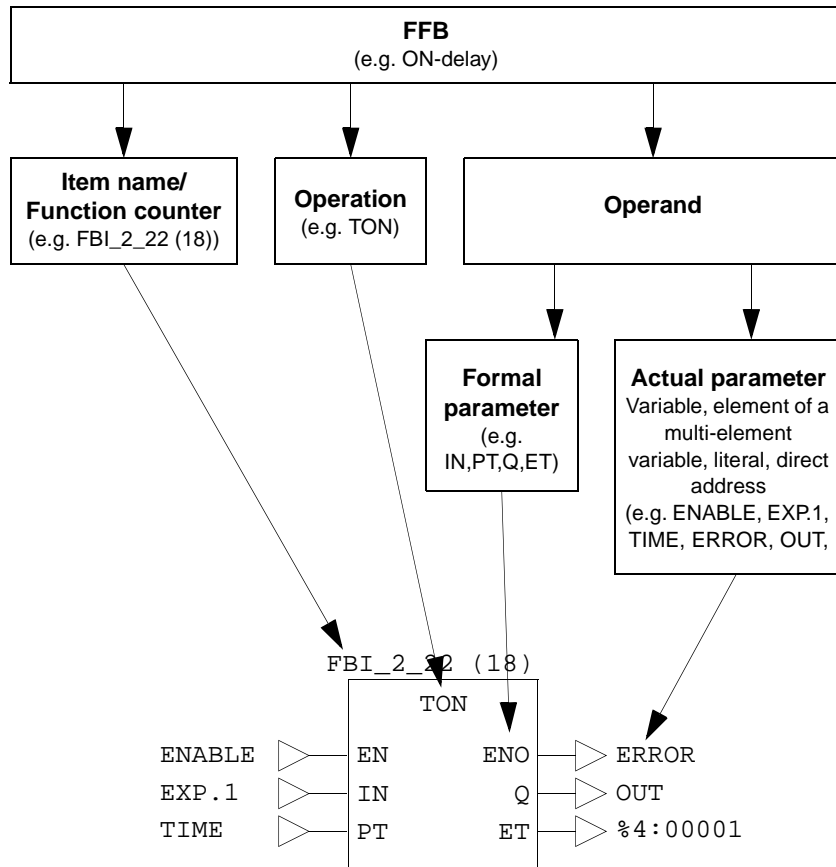 FFB
(e.g. ON-delay)
Item name/
Function counter
(e.g. FBI_2_22 (18))
Operation
(e.g. TON)
Operand
Formal
parameter
(e.g.
IN,PT,Q,ET)
Actual parameter
Variable, element of a
multi-element
variable, literal, direct
address
(e.g. ENABLE, EXP.1,
TIME, ERROR, OUT,
FBI_2_22 (18)
TON
ENABLE EN ENO ERROR
EXP.1 IN Q OUT
TIME PT ET %4:00001